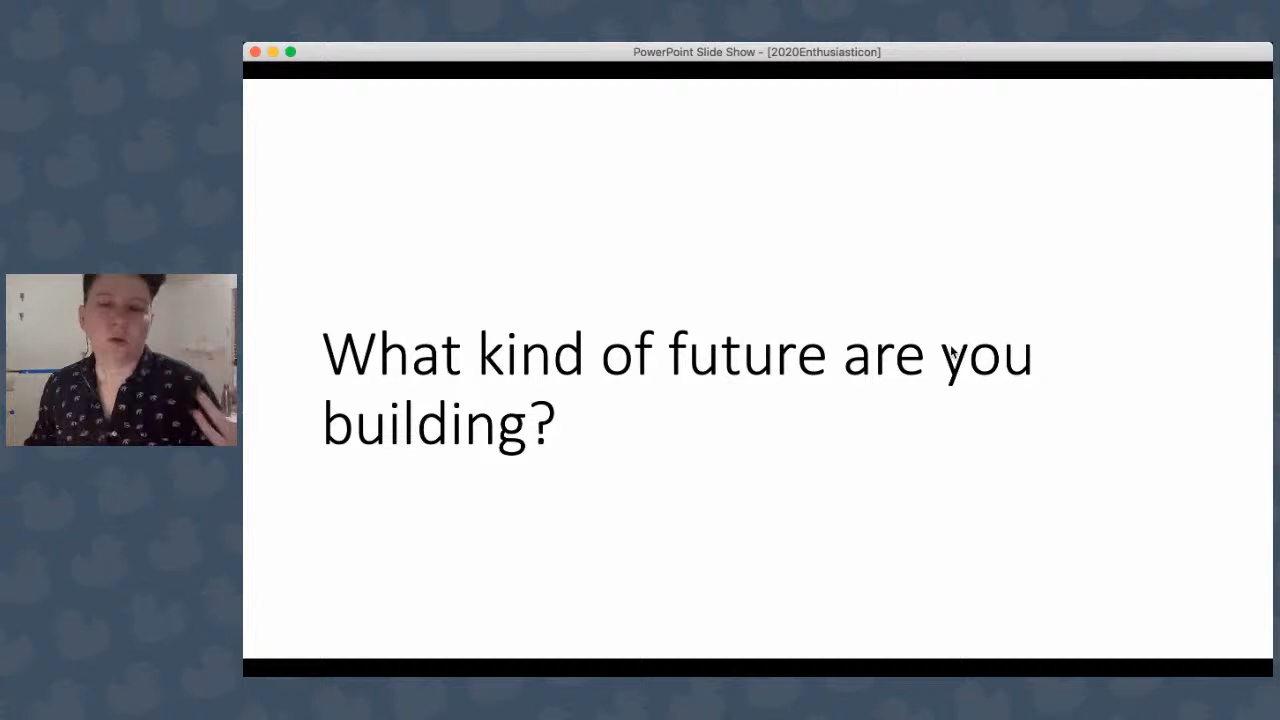 PowerPoint Slide Show - [2020Enthusiasticon]
What kind of future are you
building?